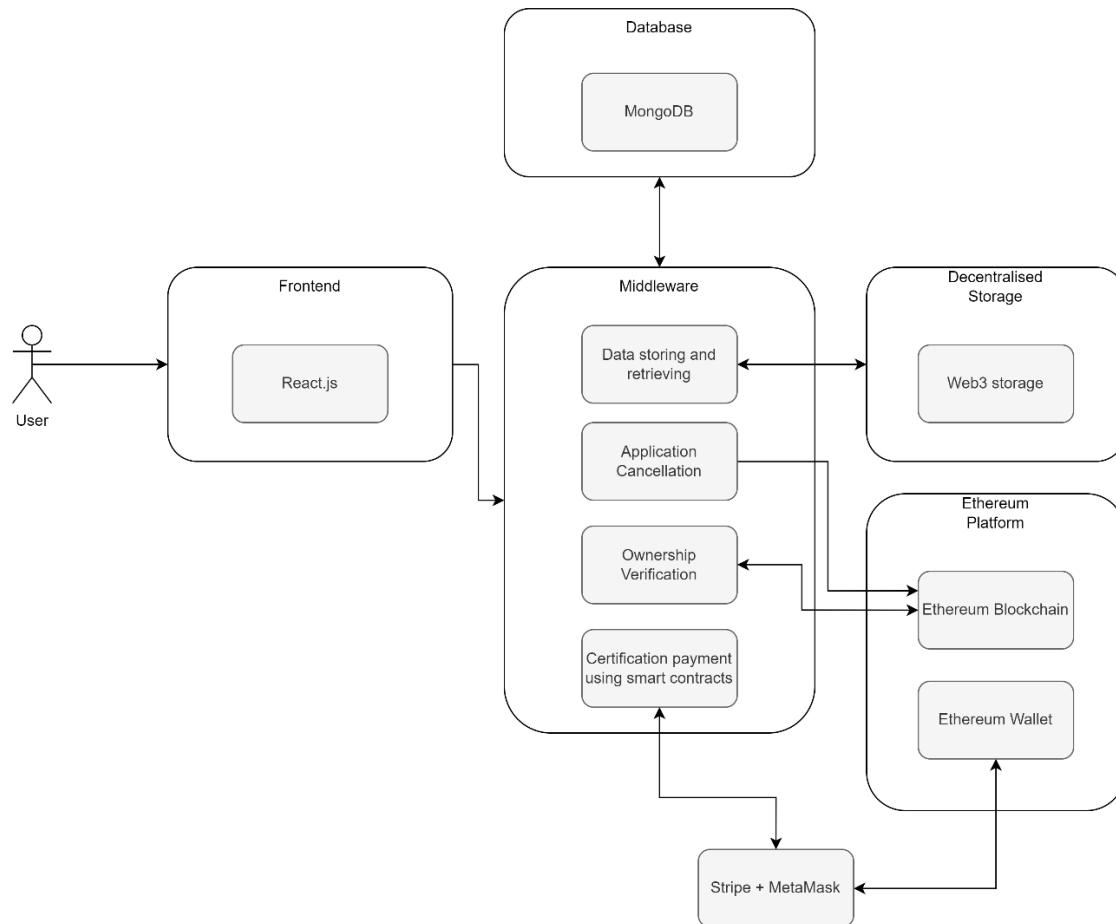 Database
MongoDB
Frontend
React.js
User
Middleware
Data storing and
retrieving
Application
Cancellation
Ownership
Verification
Certification payment
using smart contracts
Decentralised
Storage
Web3 storage
Ethereum
Platform
Ethereum Blockchain
Ethereum Wallet
Stripe + MetaMask